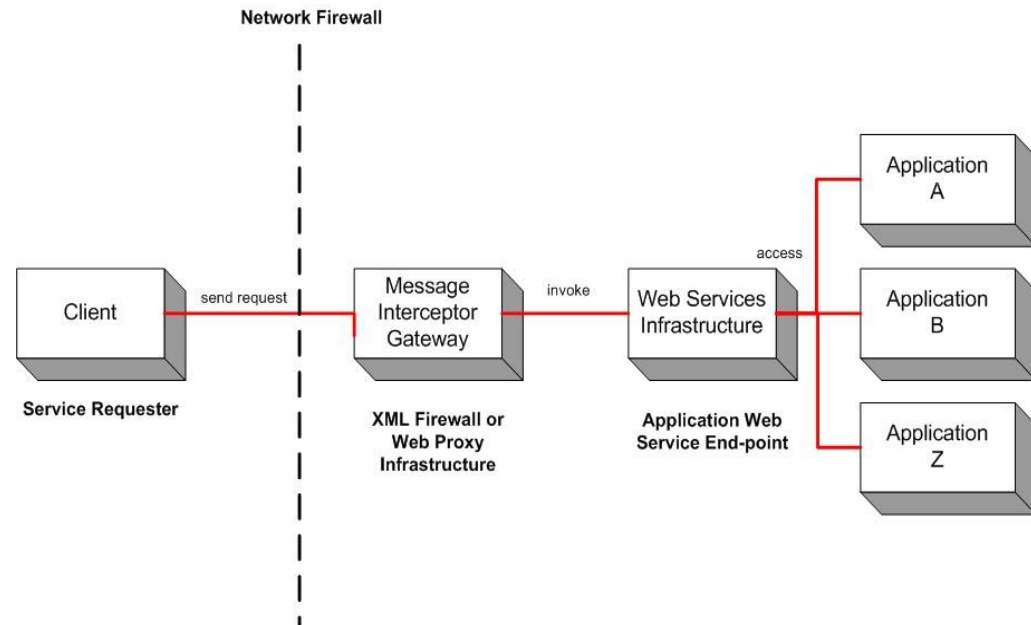 Network Firewall
Client
send request
Service Requester
Message
Interceptor
Gateway
XML Firewall or
Web Proxy
Infrastructure
invoke
Web Services
Infrastructure
Application Web
Service End-point
access
Application
A
Application
B
Application
Z